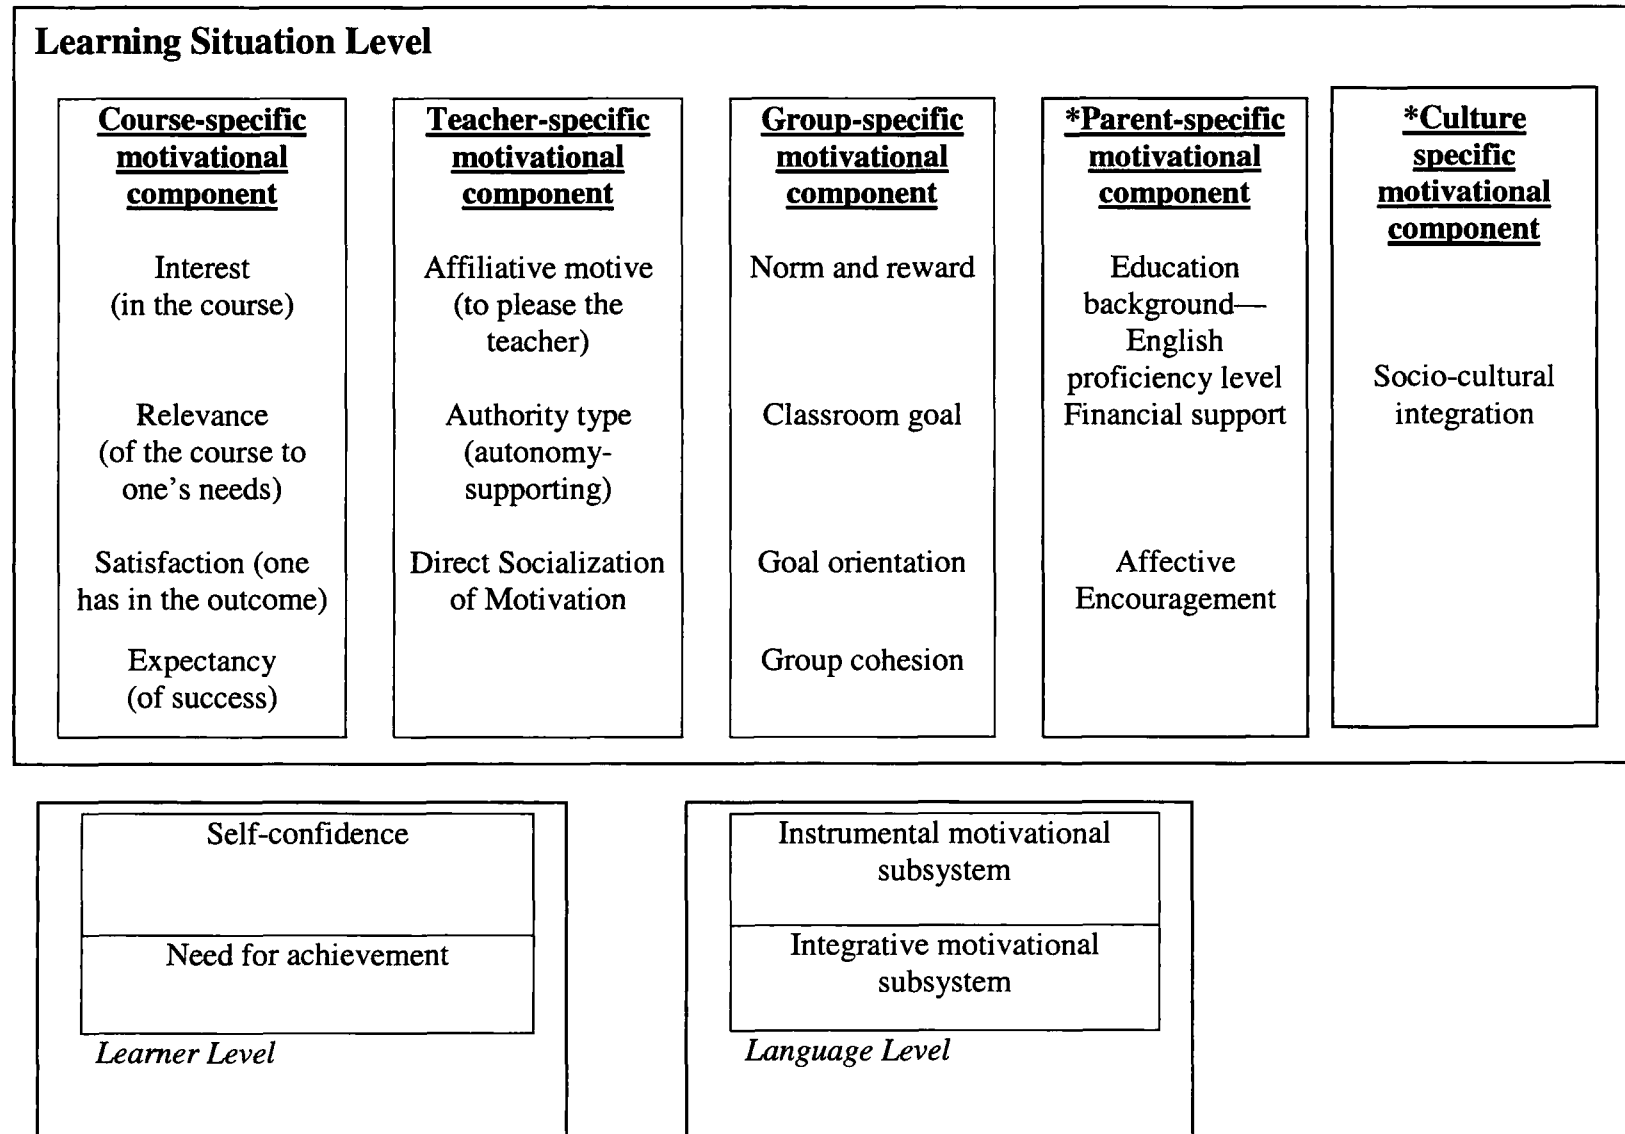 Learning Situation Level
Course-specific
motivational
component
Interest
(in the course)
Relevance
(of the course to
one's needs)
Satisfaction (one
has in the outcome)
Expectancy
(of success)
Teacher-specific
motivational
component
Affiliative motive
(to please the
teacher)
Authority type
(autonomy-
supporting)
Direct Socialization
of Motivation
Group-specific
motivational
component
Norm and reward
Classroom goal
Goal orientation
Group cohesion
*Parent-specific
motivational
component
Education
background—
English
proficiency level
Financial support
Affective
Encouragement
*Culture
specific
motivational
component
Socio-cultural
integration
Self-confidence
Need for achievement
Learner Level
Instrumental motivational
subsystem
Integrative motivational
subsystem
Language Level